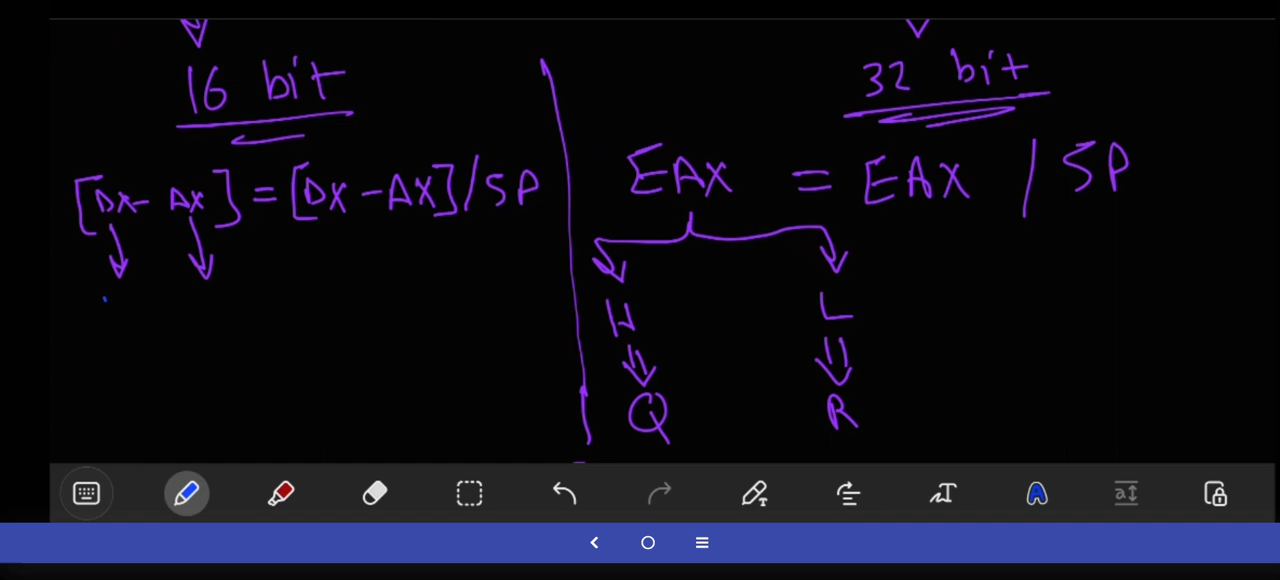 16 bit
32 bit
[DX- AX] = [DX - AX] / SP
EAX = EAX / SP
H
L
Q
R